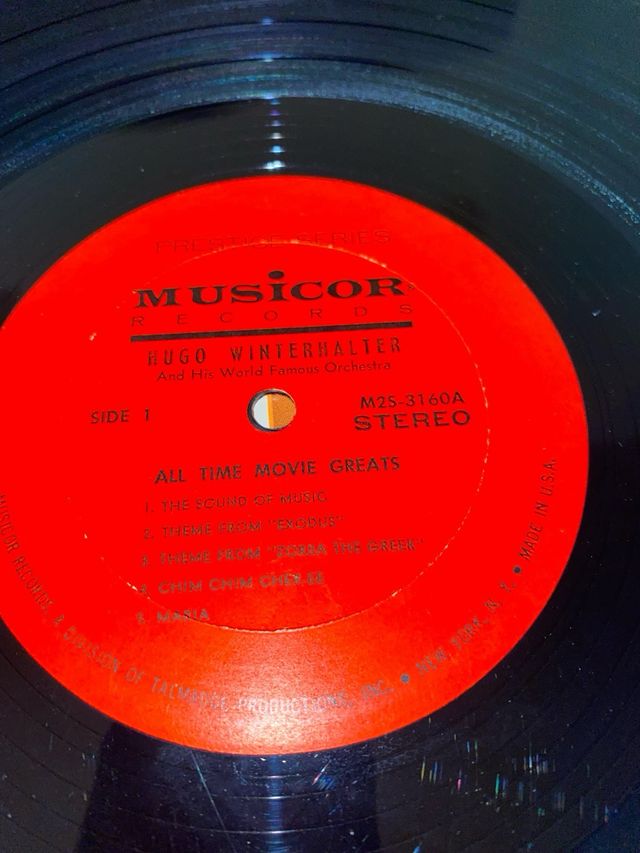 PRESTIGE SERIES
MUSICOR®
RECORDS
HUGO WINTERHALTER
And His World Famous Orchestra
SIDE 1
M2S-3160A
STEREO
ALL TIME MOVIE GREATS
1. THE SOUND OF MUSIC
2. THEME FROM "EXODUS"
3. THEME FROM "ZORBA THE GREEK"
4. CHIM CHIM CHER-EE
5. MARIA
MUSICOR RECORDS, A DIVISION OF TALMADGE PRODUCTIONS, INC. • NEW YORK, N. Y. • MADE IN U.S.A.